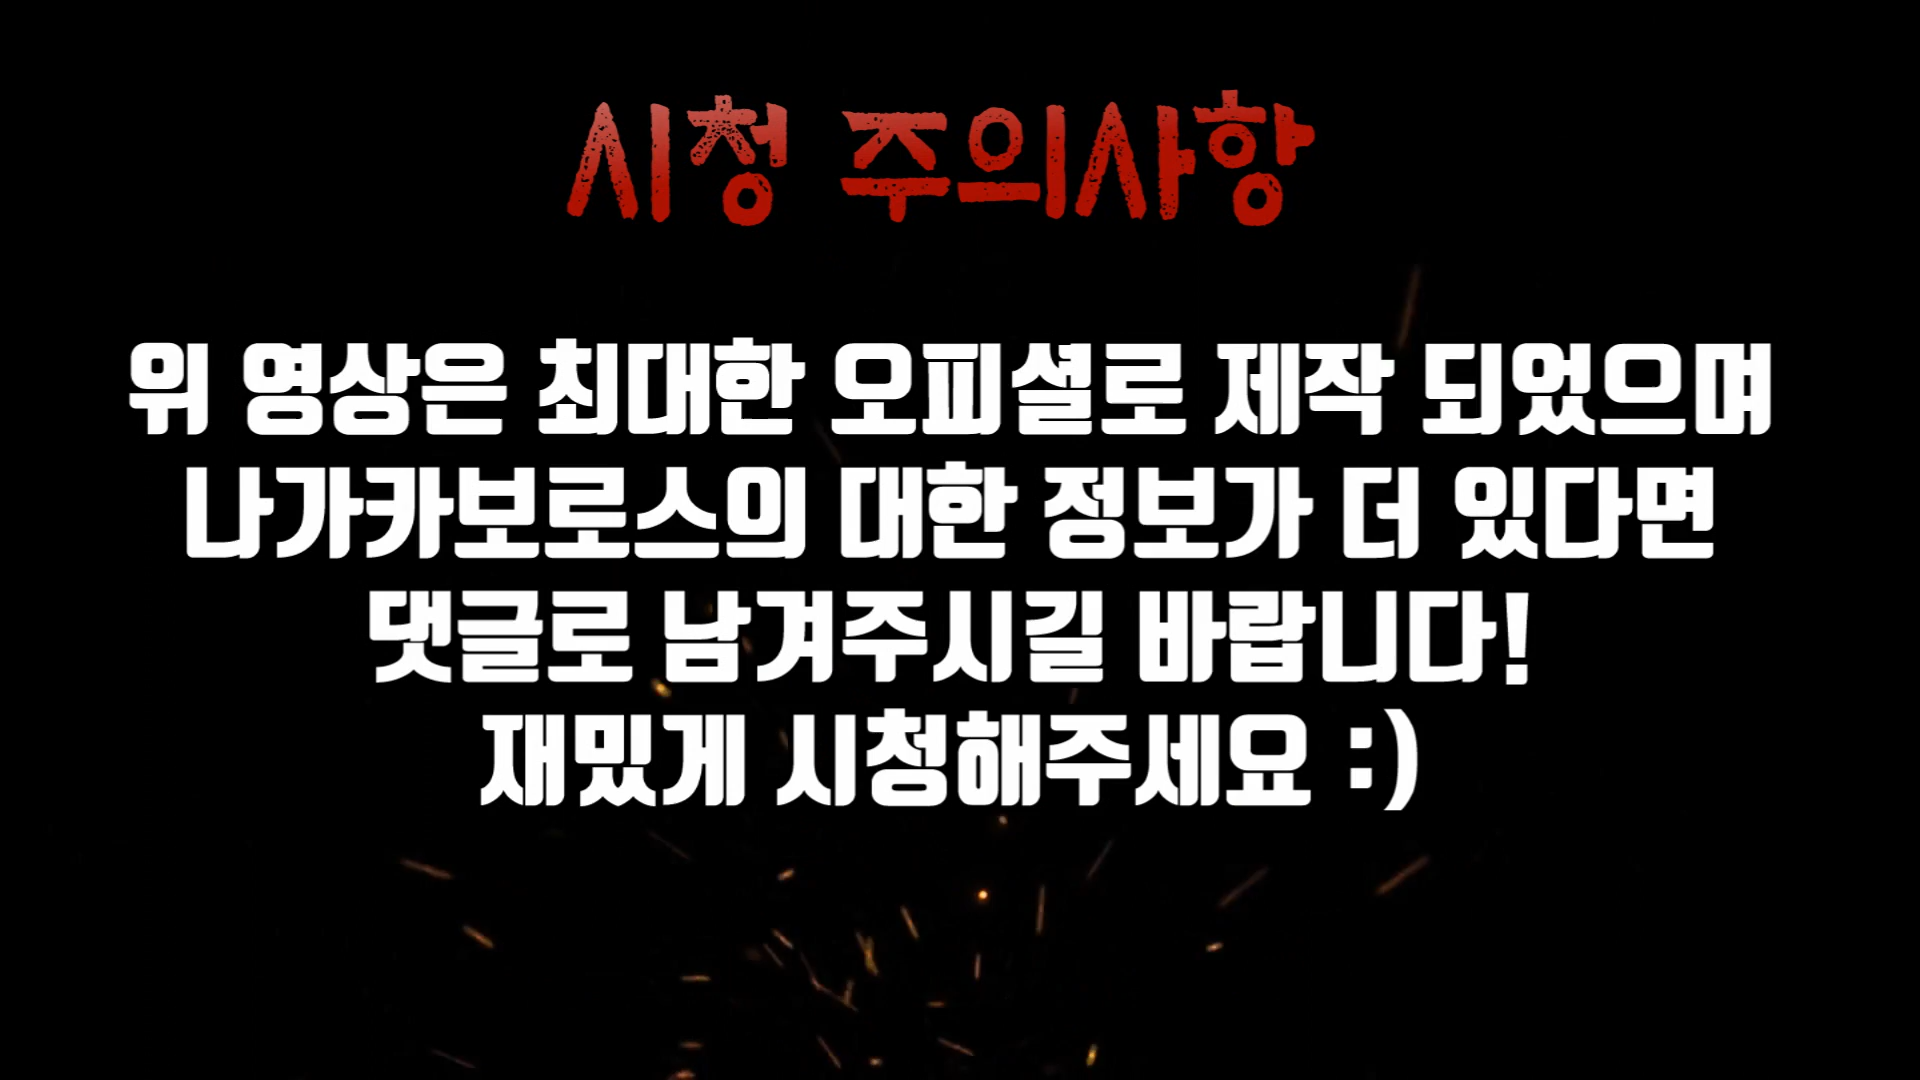 시청 주의사항
위 영상은 최대한 오피셜로 제작 되었으며
나가카보로스의 대한 정보가 더 있다면
댓글로 남겨주시길 바랍니다!
재밌게 시청해주세요 :)